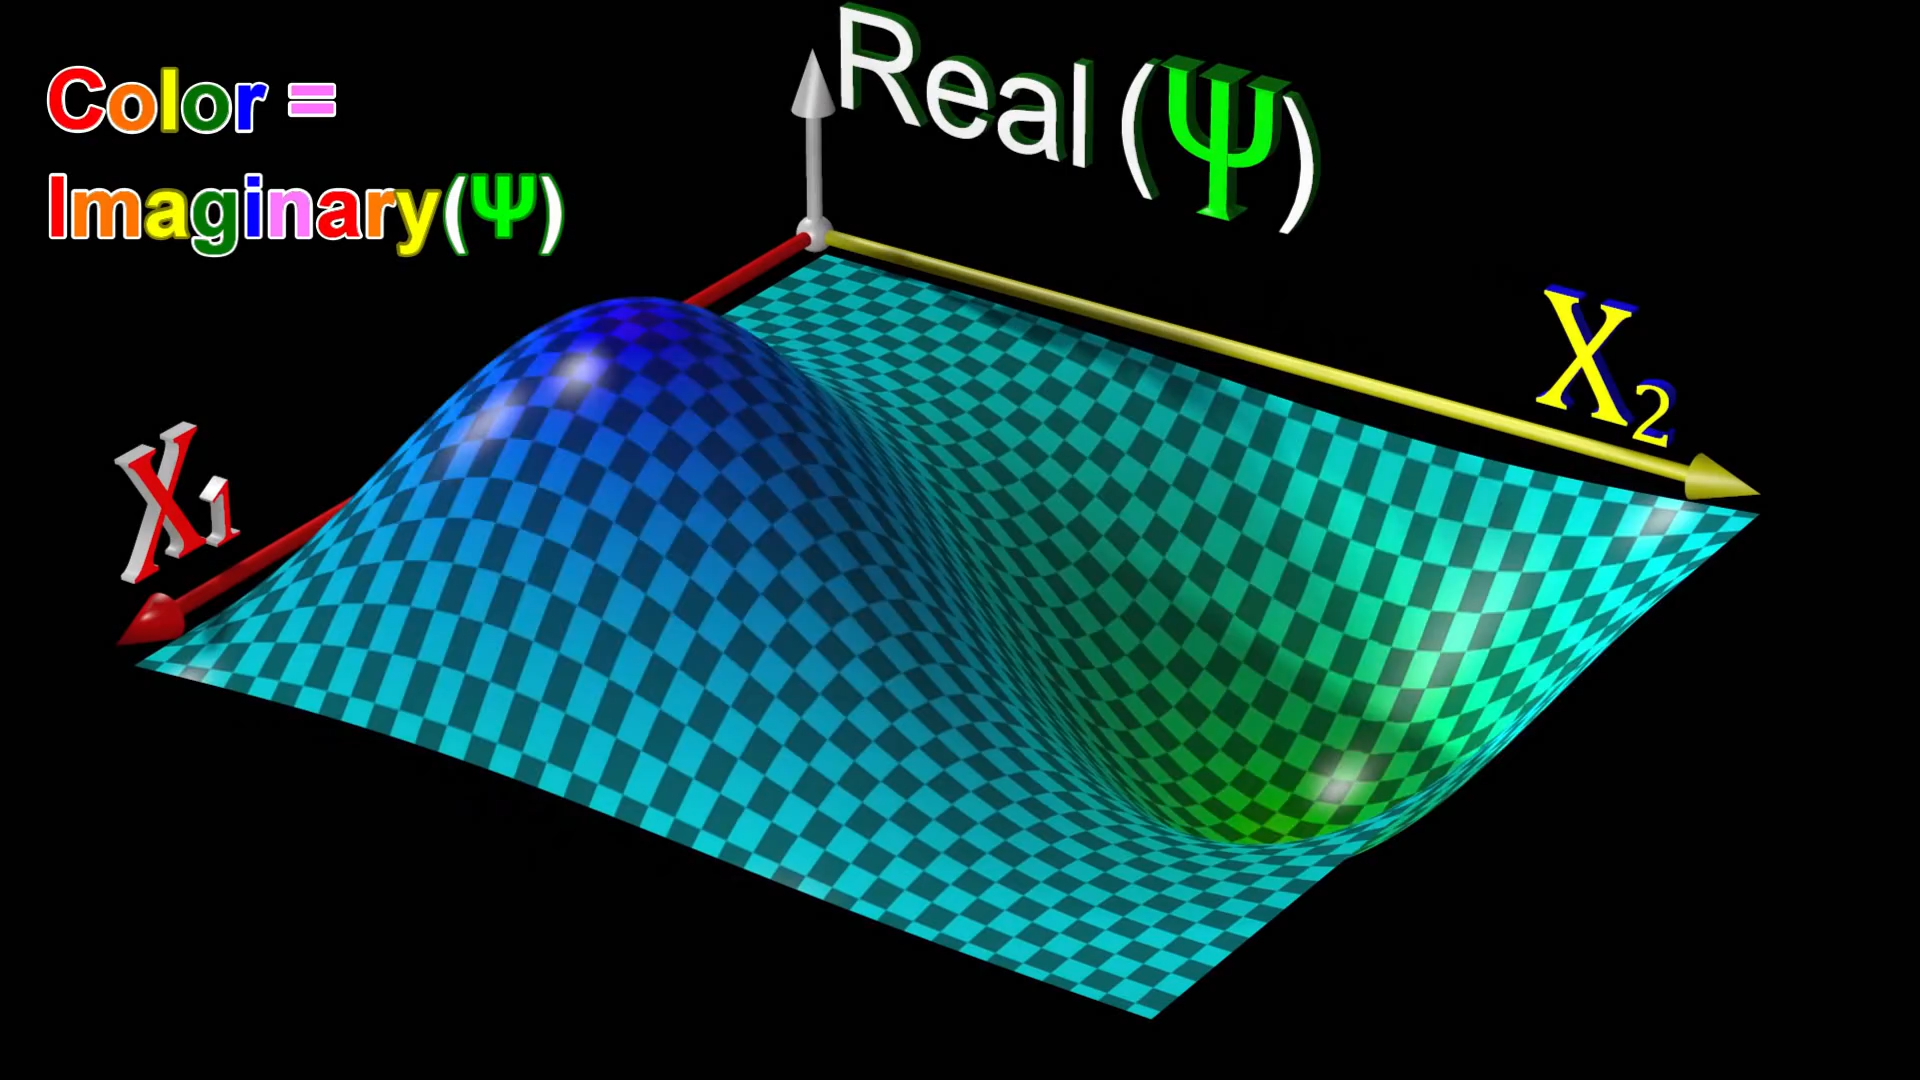 Color =
Imaginary(Ψ)
Real (Ψ)
X₂
X₁